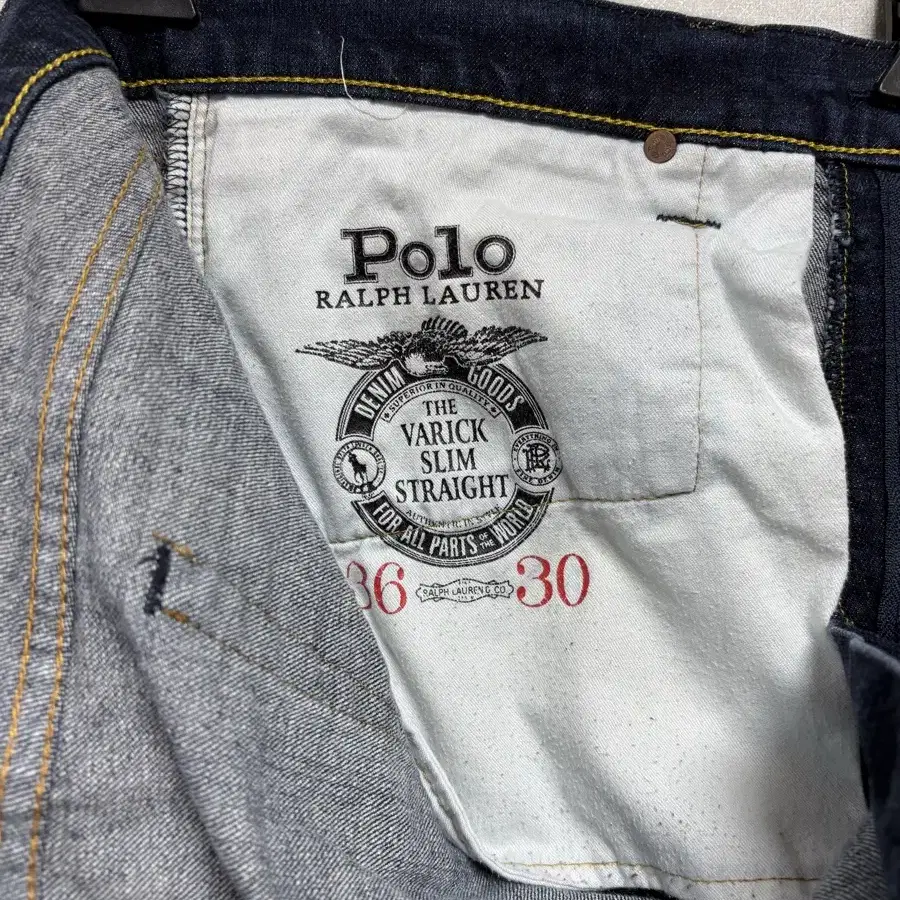 Polo
RALPH LAUREN
DENIM GOODS
SUPERIOR IN QUALITY
THE
VARICK
SLIM
STRAIGHT
FOR ALL PARTS OF THE WORLD
36 30
RALPH LAUREN & CO.